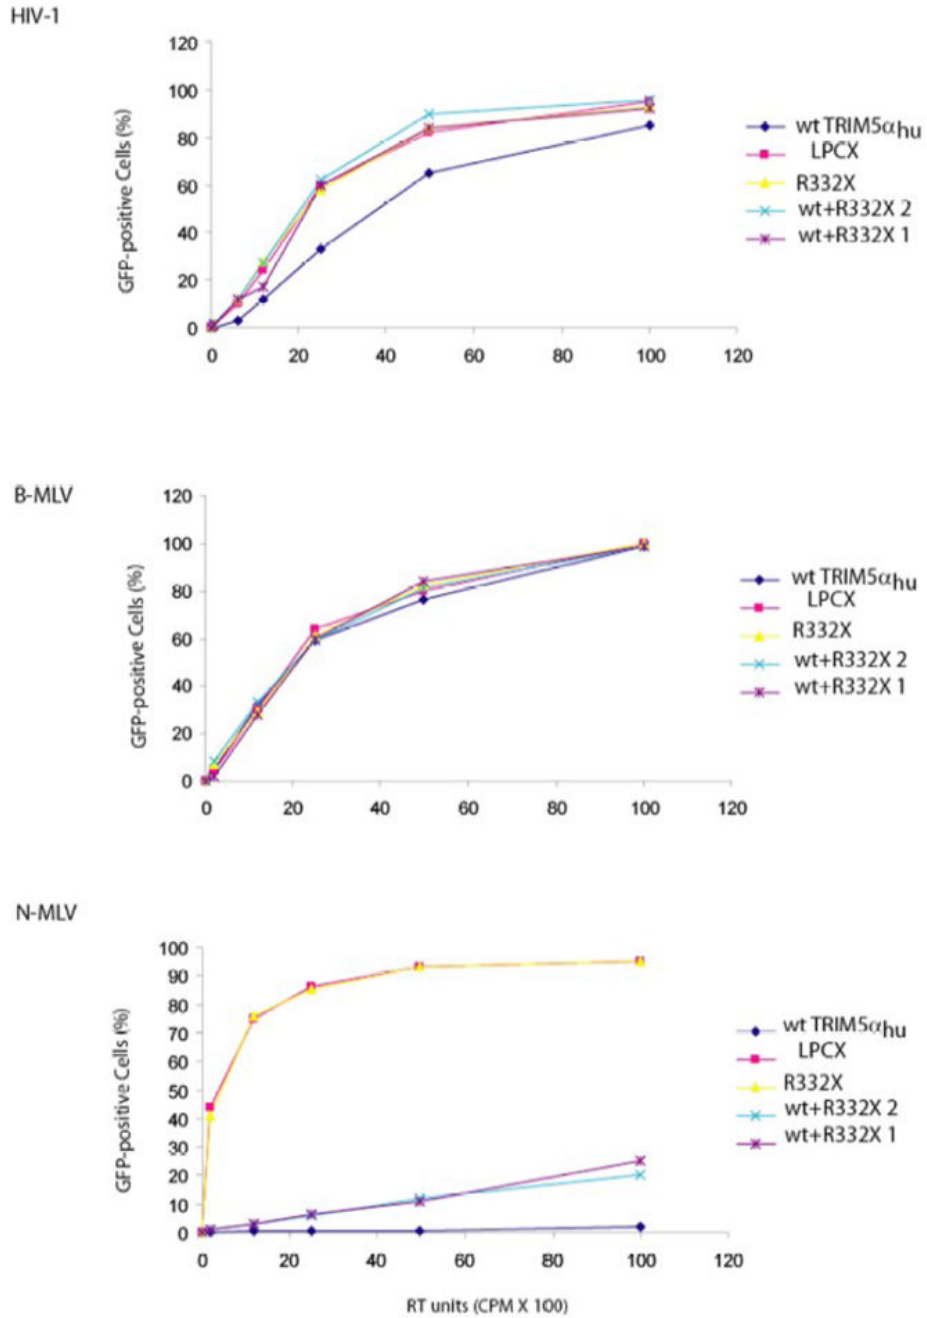 HIV-1
120
100
80
60
40
20
0
GFP-positive Cells (%)
0 20 40 60 80 100 120
wt TRIM5αhu
LPCX
R332X
wt+R332X 2
wt+R332X 1
B-MLV
120
100
80
60
40
20
0
GFP-positive Cells (%)
0 20 40 60 80 100 120
wt TRIM5αhu
LPCX
R332X
wt+R332X 2
wt+R332X 1
N-MLV
100
90
80
70
60
50
40
30
20
10
0
GFP-positive Cells (%)
0 20 40 60 80 100 120
RT units (CPM X 100)
wt TRIM5αhu
LPCX
R332X
wt+R332X 2
wt+R332X 1